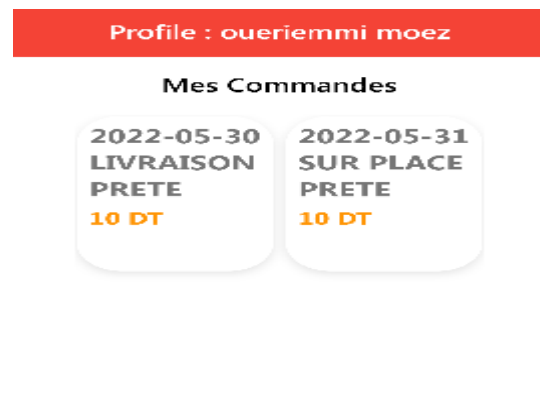 Profile : oueriemmi moez
Mes Commandes
2022-05-30
LIVRAISON
PRETE
10 DT
2022-05-31
SUR PLACE
PRETE
10 DT